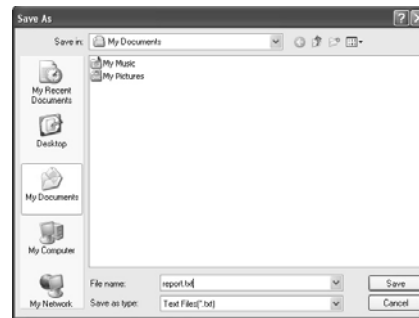 Save As
Save in:
My Documents
My Music
My Pictures
My Recent
Documents
Desktop
My Documents
My Computer
My Network
File name:
report.txt
Save
Save as type:
Text Files(*.txt)
Cancel